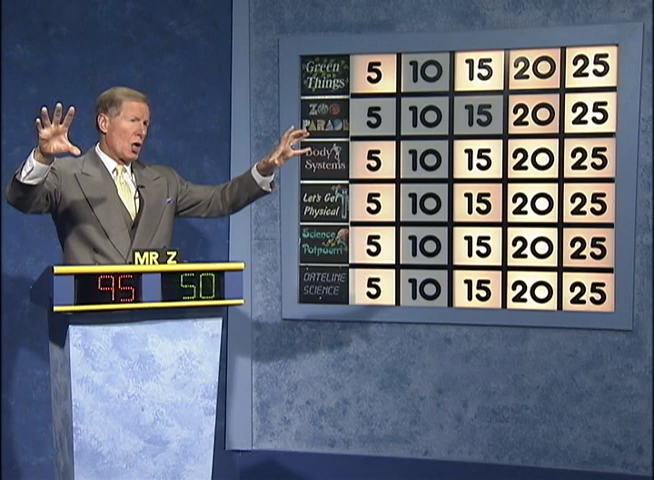 Green Things 5 10 15 20 25
ZOO PARADE 5 10 15 20 25
Body Systems 5 10 15 20 25
Let's Get Physical 5 10 15 20 25
Science Potpourri 5 10 15 20 25
DATELINE SCIENCE 5 10 15 20 25
MR Z
95 50